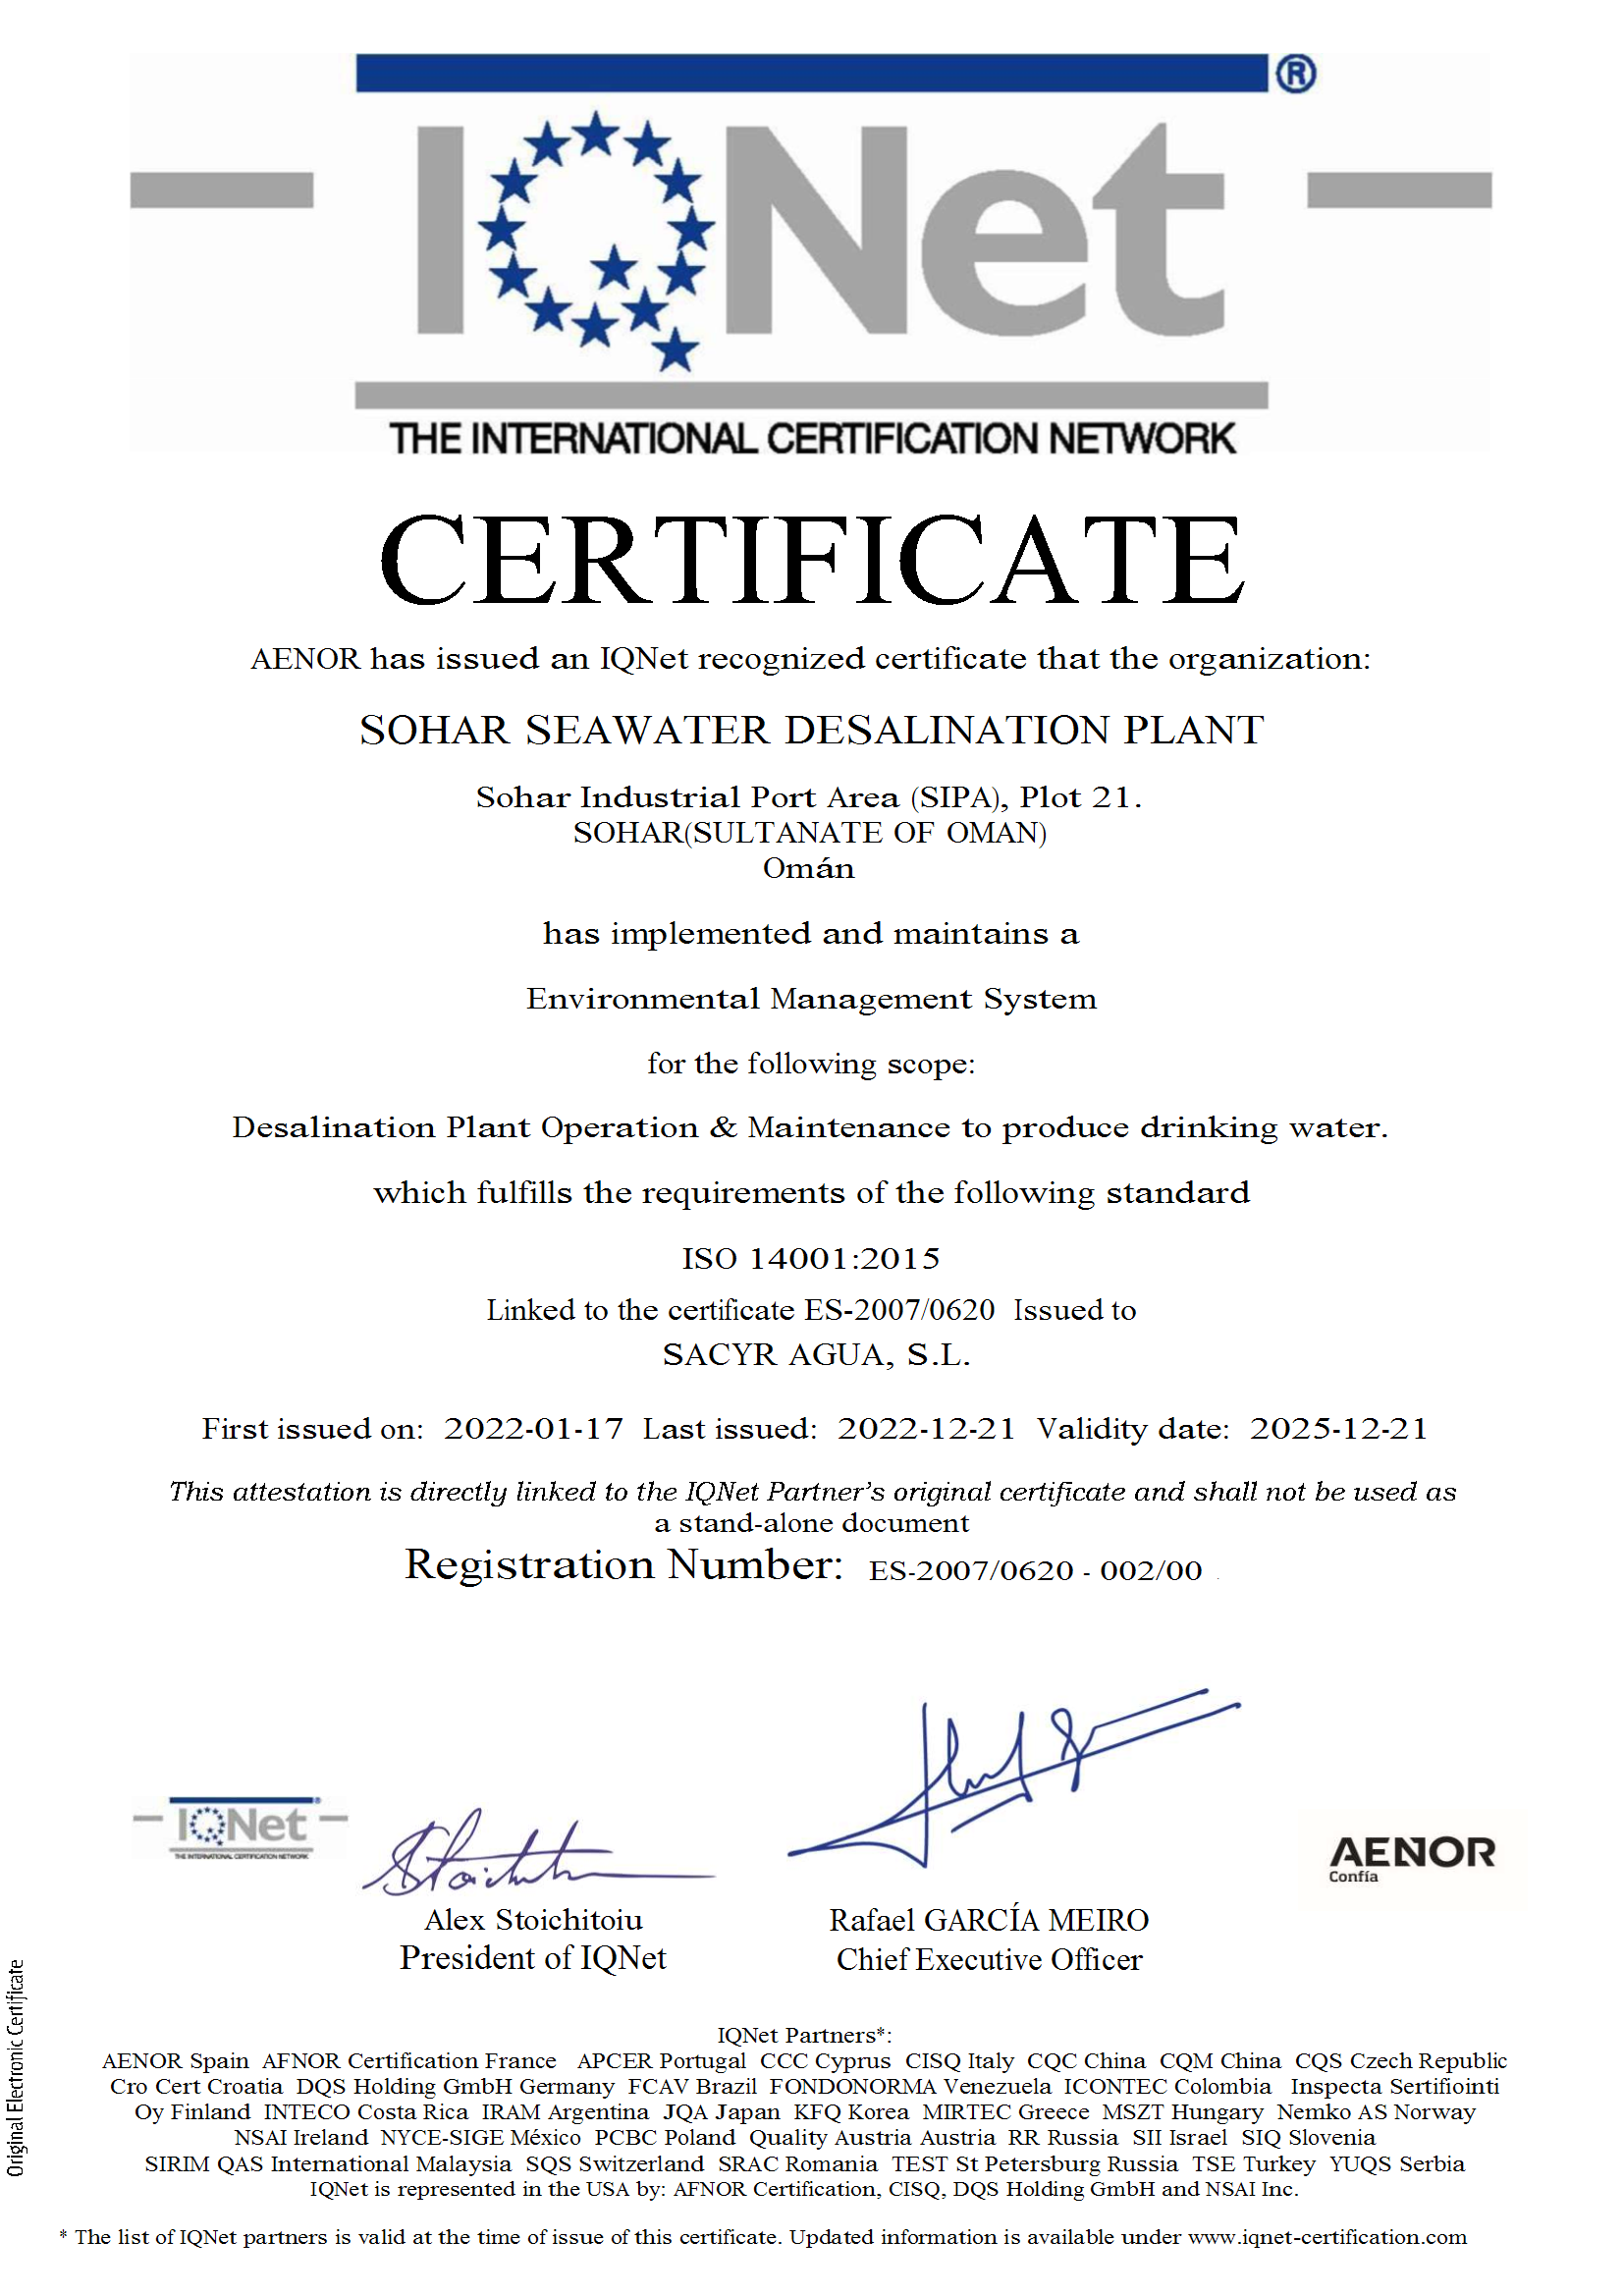 IQNet ®
THE INTERNATIONAL CERTIFICATION NETWORK
CERTIFICATE
AENOR has issued an IQNet recognized certificate that the organization:
SOHAR SEAWATER DESALINATION PLANT
Sohar Industrial Port Area (SIPA), Plot 21.
SOHAR(SULTANATE OF OMAN)
Omán
has implemented and maintains a
Environmental Management System
for the following scope:
Desalination Plant Operation & Maintenance to produce drinking water.
which fulfills the requirements of the following standard
ISO 14001:2015
Linked to the certificate ES-2007/0620 Issued to
SACYR AGUA, S.L.
First issued on: 2022-01-17 Last issued: 2022-12-21 Validity date: 2025-12-21
This attestation is directly linked to the IQNet Partner’s original certificate and shall not be used as
a stand-alone document
Registration Number: ES-2007/0620 - 002/00
IQNet ®
THE INTERNATIONAL CERTIFICATION NETWORK
AENOR
Confía
Alex Stoichitoiu
President of IQNet
Rafael GARCÍA MEIRO
Chief Executive Officer
Original Electronic Certificate
IQNet Partners*:
AENOR Spain AFNOR Certification France APCER Portugal CCC Cyprus CISQ Italy CQC China CQM China CQS Czech Republic
Cro Cert Croatia DQS Holding GmbH Germany FCAV Brazil FONDONORMA Venezuela ICONTEC Colombia Inspecta Sertifiointi
Oy Finland INTECO Costa Rica IRAM Argentina JQA Japan KFQ Korea MIRTEC Greece MSZT Hungary Nemko AS Norway
NSAI Ireland NYCE-SIGE México PCBC Poland Quality Austria Austria RR Russia SII Israel SIQ Slovenia
SIRIM QAS International Malaysia SQS Switzerland SRAC Romania TEST St Petersburg Russia TSE Turkey YUQS Serbia
IQNet is represented in the USA by: AFNOR Certification, CISQ, DQS Holding GmbH and NSAI Inc.
* The list of IQNet partners is valid at the time of issue of this certificate. Updated information is available under www.iqnet-certification.com